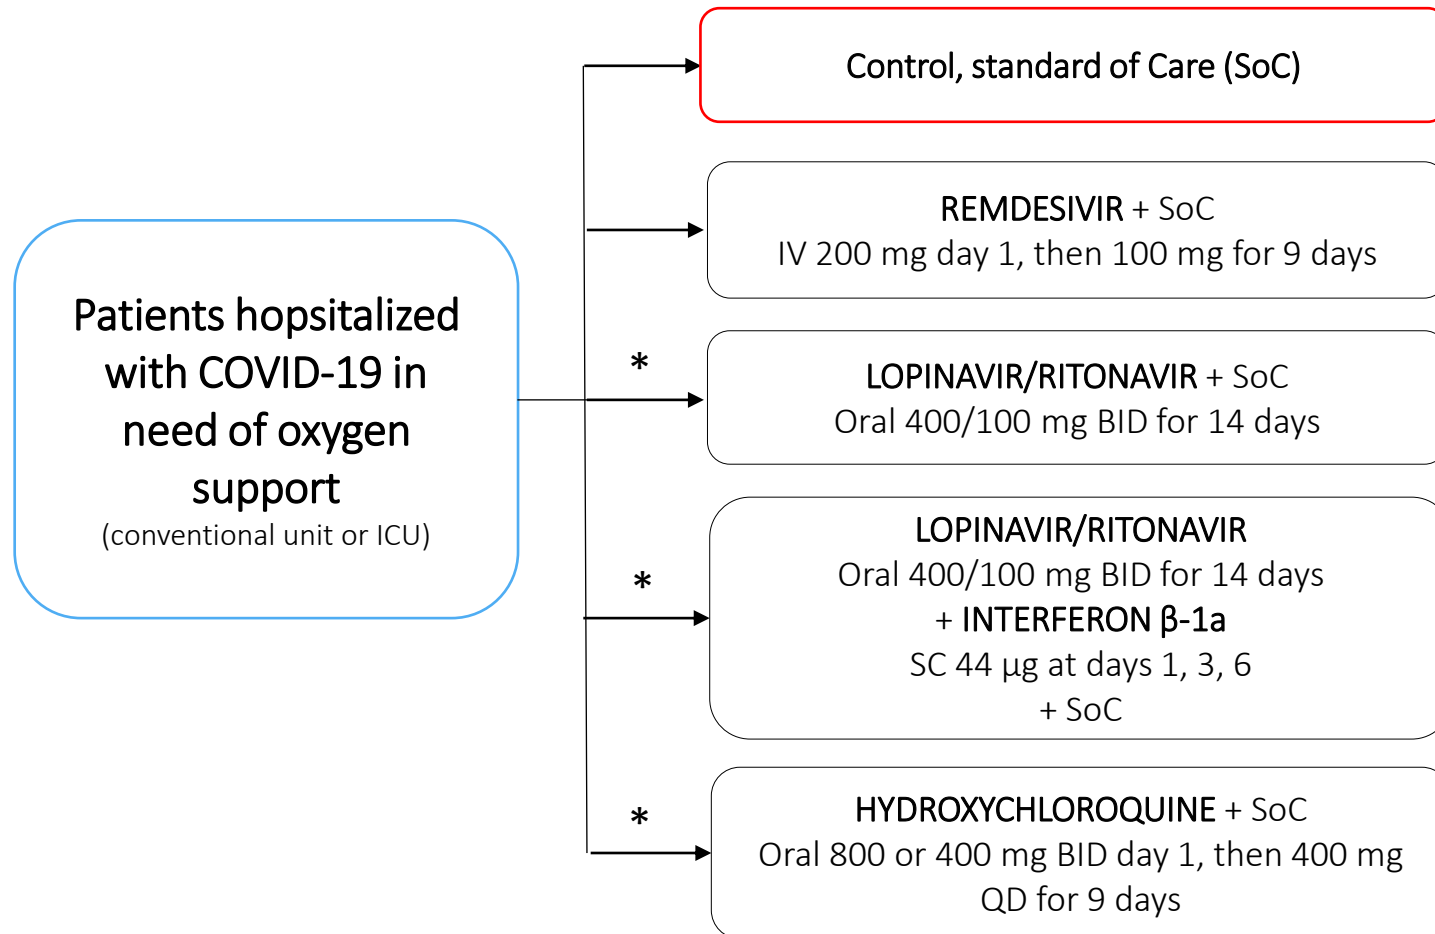 Patients hopsitalized
with COVID-19 in
need of oxygen
support
(conventional unit or ICU)
Control, standard of Care (SoC)
REMDESIVIR + SoC
IV 200 mg day 1, then 100 mg for 9 days
*
LOPINAVIR/RITONAVIR + SoC
Oral 400/100 mg BID for 14 days
*
LOPINAVIR/RITONAVIR
Oral 400/100 mg BID for 14 days
+ INTERFERON β-1a
SC 44 µg at days 1, 3, 6
+ SoC
*
HYDROXYCHLOROQUINE + SoC
Oral 800 or 400 mg BID day 1, then 400 mg
QD for 9 days